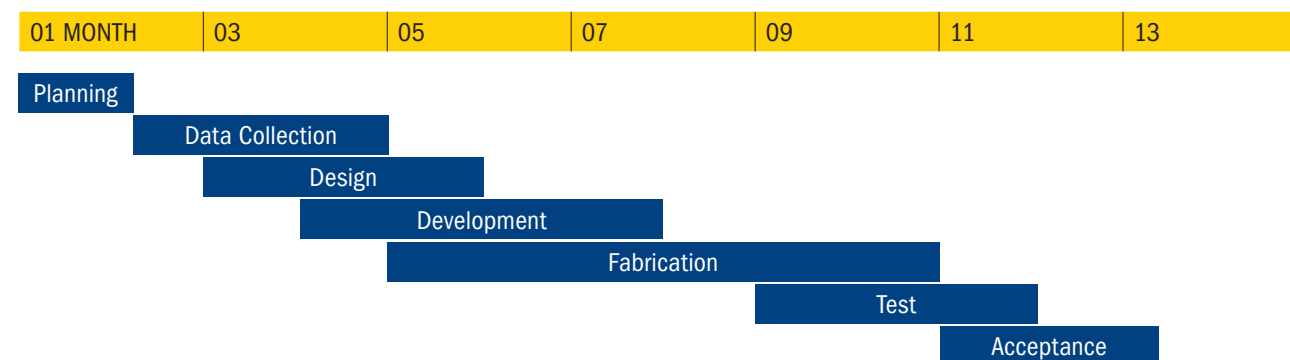 01 MONTH 03 05 07 09 11 13
Planning
Data Collection
Design
Development
Fabrication
Test
Acceptance